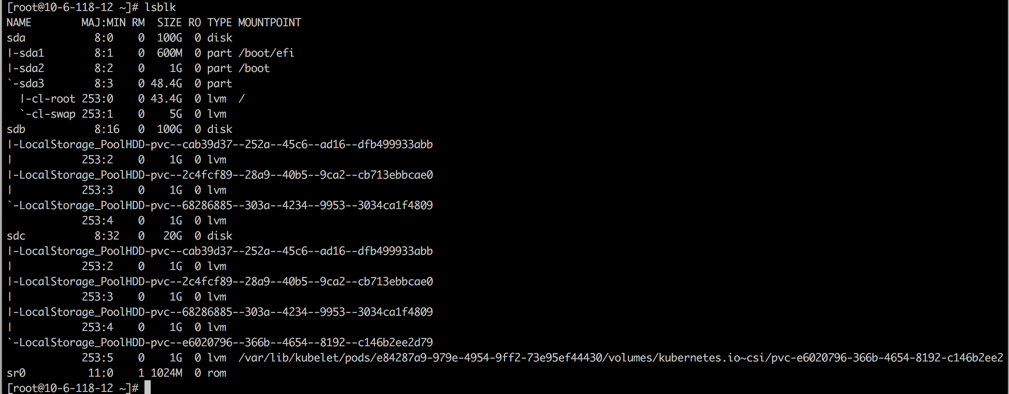 [root@10-6-118-12 ~]# lsblk
NAME        MAJ:MIN RM  SIZE RO TYPE MOUNTPOINT
sda           8:0    0  100G  0 disk
|-sda1        8:1    0  600M  0 part /boot/efi
|-sda2        8:2    0    1G  0 part /boot
`-sda3        8:3    0 48.4G  0 part
  |-cl-root 253:0    0 43.4G  0 lvm  /
  `-cl-swap 253:1    0    5G  0 lvm
sdb           8:16   0  100G  0 disk
|-LocalStorage_PoolHDD-pvc--cab39d37--252a--45c6--ad16--dfb499933abb
|           253:2    0    1G  0 lvm
|-LocalStorage_PoolHDD-pvc--2c4fcf89--28a9--40b5--9ca2--cb713ebbcae0
|           253:3    0    1G  0 lvm
`-LocalStorage_PoolHDD-pvc--68286885--303a--4234--9953--3034ca1f4809
            253:4    0    1G  0 lvm
sdc           8:32   0   20G  0 disk
|-LocalStorage_PoolHDD-pvc--cab39d37--252a--45c6--ad16--dfb499933abb
|           253:2    0    1G  0 lvm
|-LocalStorage_PoolHDD-pvc--2c4fcf89--28a9--40b5--9ca2--cb713ebbcae0
|           253:3    0    1G  0 lvm
|-LocalStorage_PoolHDD-pvc--68286885--303a--4234--9953--3034ca1f4809
|           253:4    0    1G  0 lvm
`-LocalStorage_PoolHDD-pvc--e6020796--366b--4654--8192--c146b2ee2d79
            253:5    0    1G  0 lvm  /var/lib/kubelet/pods/e84287a9-979e-4954-9ff2-73e95ef44430/volumes/kubernetes.io~csi/pvc-e6020796-366b-4654-8192-c146b2ee2
sr0          11:0    1 1024M  0 rom
[root@10-6-118-12 ~]#